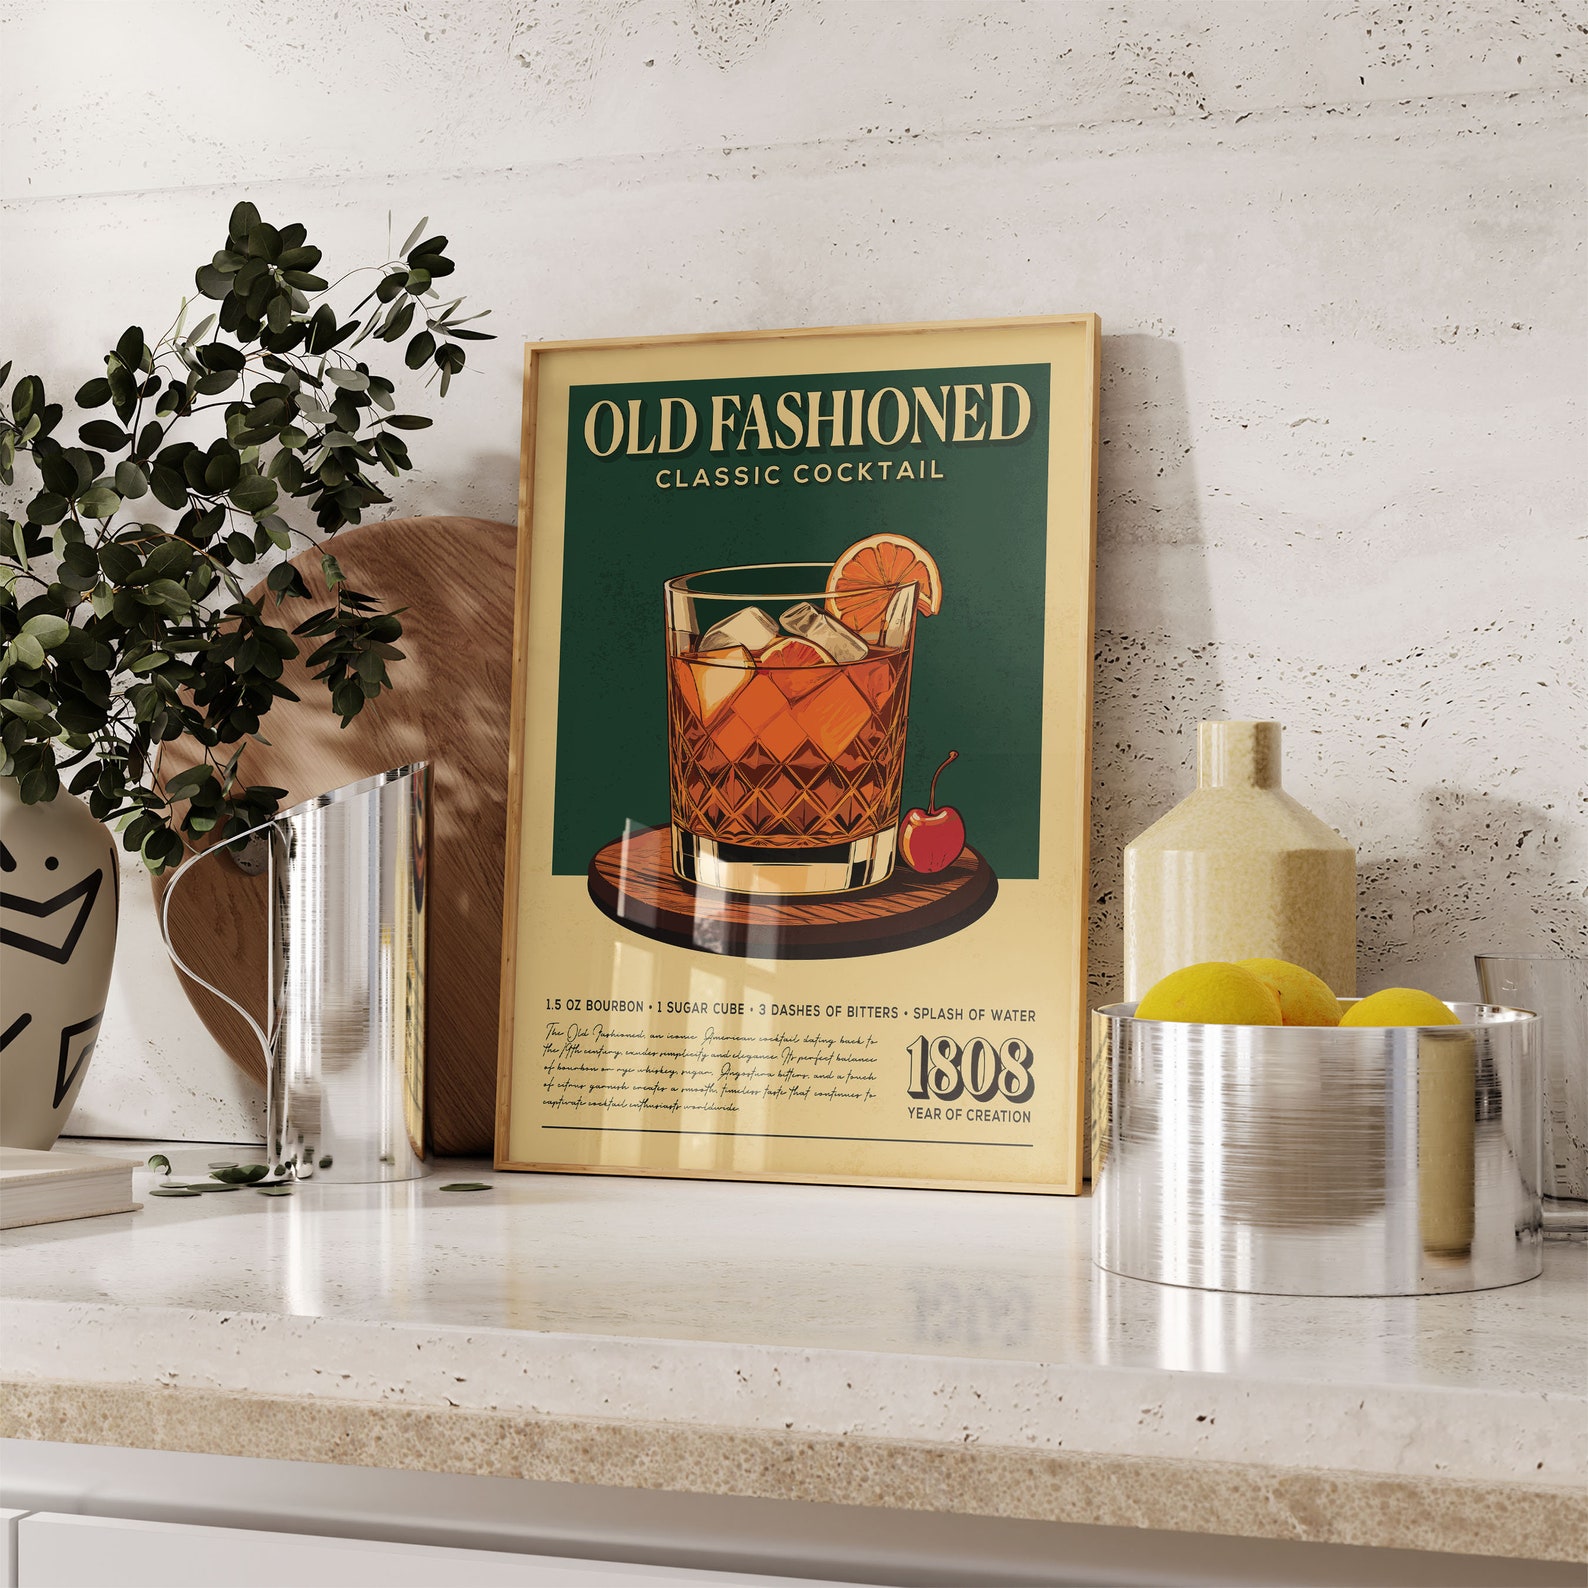 OLD FASHIONED
CLASSIC COCKTAIL
1.5 OZ BOURBON • 1 SUGAR CUBE • 3 DASHES OF BITTERS • SPLASH OF WATER
The Old Fashioned, an iconic American cocktail dating back to
the 19th century, exudes simplicity and elegance. Its perfect balance
of bourbon or rye whiskey, sugar, Angostura bitters, and a touch
of citrus garnish creates a smooth, timeless taste that continues to
captivate cocktail enthusiasts worldwide
1808
YEAR OF CREATION